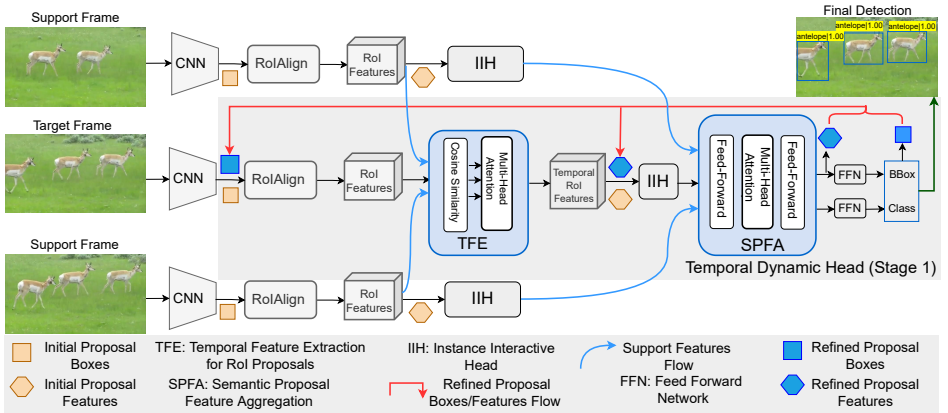 Support Frame
Final Detection
antelope|1.00
antelope|1.00
antelope|1.00
CNN
RoIAlign
RoI
Features
IIH
Target Frame
CNN
RoIAlign
RoI
Features
Cosine Similarity
Multi-Head
Attention
TFE
Temporal
RoI
Features
IIH
Feed-Forward
Multi-Head
Attention
Feed-Forward
SPFA
FFN
FFN
BBox
Class
Support Frame
CNN
RoIAlign
RoI
Features
IIH
Temporal Dynamic Head (Stage 1)
Initial Proposal
Boxes
TFE: Temporal Feature Extraction
for RoI Proposals
IIH: Instance Interactive
Head
Support Features
Flow
Refined Proposal
Boxes
Initial Proposal
Features
SPFA: Semantic Proposal
Feature Aggregation
Refined Proposal
Boxes/Features Flow
FFN: Feed Forward
Network
Refined Proposal
Features